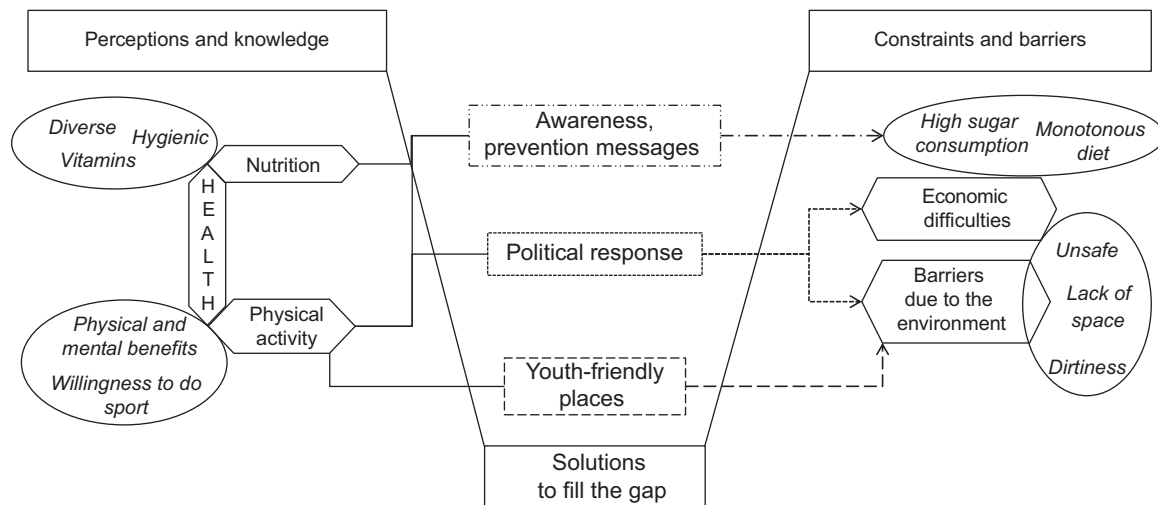 Perceptions and knowledge
Constraints and barriers
Diverse
Hygienic
Vitamins
Nutrition
HEALTH
Physical
activity
Physical and
mental benefits
Willingness to do
sport
Awareness,
prevention messages
Political response
Youth-friendly
places
Solutions
to fill the gap
High sugar
consumption
Monotonous
diet
Economic
difficulties
Barriers
due to the
environment
Unsafe
Lack of
space
Dirtiness